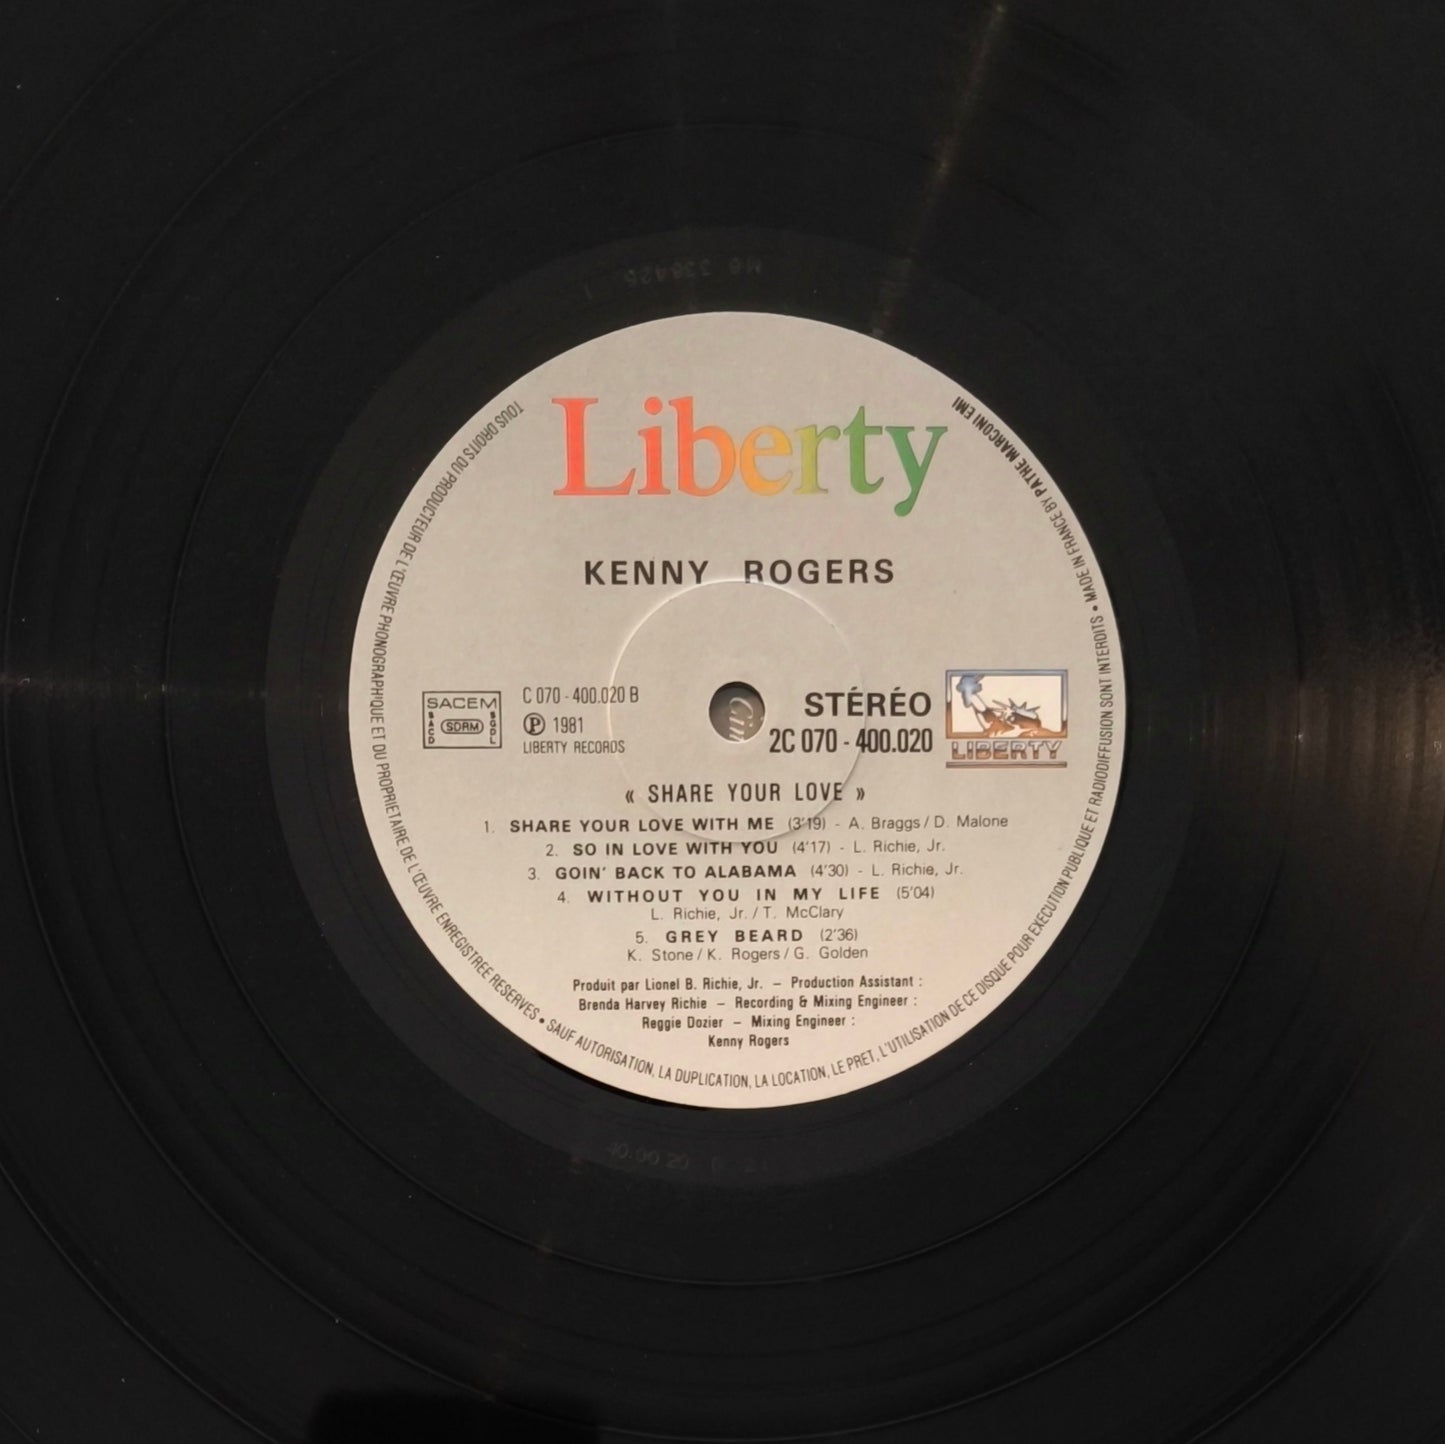 Liberty
KENNY ROGERS
SACEM
SACD
SDRM
SGDL
C 070 - 400.020 B
Ⓟ 1981
LIBERTY RECORDS
STÉRÉO
2C 070 - 400.020
LIBERTY
« SHARE YOUR LOVE »
1. SHARE YOUR LOVE WITH ME (3'19) - A. Braggs / D. Malone
2. SO IN LOVE WITH YOU (4'17) - L. Richie, Jr.
3. GOIN' BACK TO ALABAMA (4'30) - L. Richie, Jr.
4. WITHOUT YOU IN MY LIFE (5'04)
L. Richie, Jr. / T. McClary
5. GREY BEARD (2'36)
K. Stone / K. Rogers / G. Golden
Produit par Lionel B. Richie, Jr. – Production Assistant :
Brenda Harvey Richie – Recording & Mixing Engineer :
Reggie Dozier – Mixing Engineer :
Kenny Rogers
TOUS DROITS DU PRODUCTEUR DE L'ŒUVRE PHONOGRAPHIQUE ET DU PROPRIETAIRE DE L'ŒUVRE ENREGISTREE RESERVES • SAUF AUTORISATION, LA DUPLICATION, LA LOCATION, LE PRET, L'UTILISATION DE CE DISQUE POUR EXECUTION PUBLIQUE ET RADIODIFFUSION SONT INTERDITS • MADE IN FRANCE BY PATHE MARCONI EMI